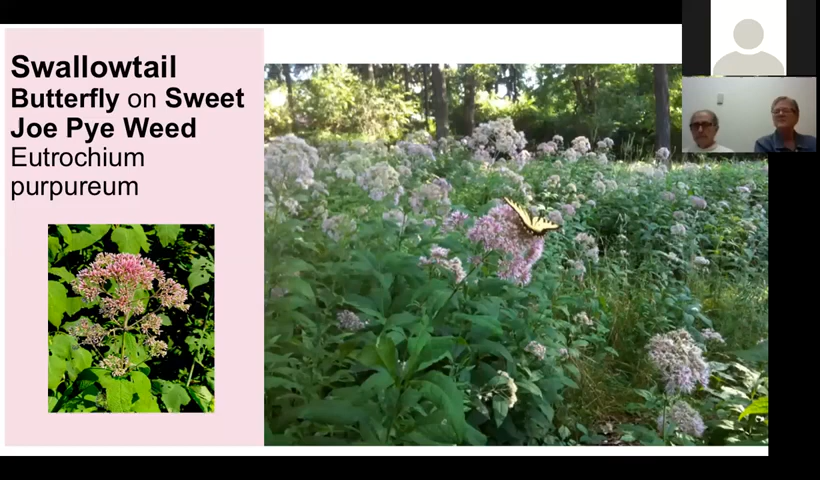 Swallowtail
Butterfly on Sweet
Joe Pye Weed
Eutrochium
purpureum